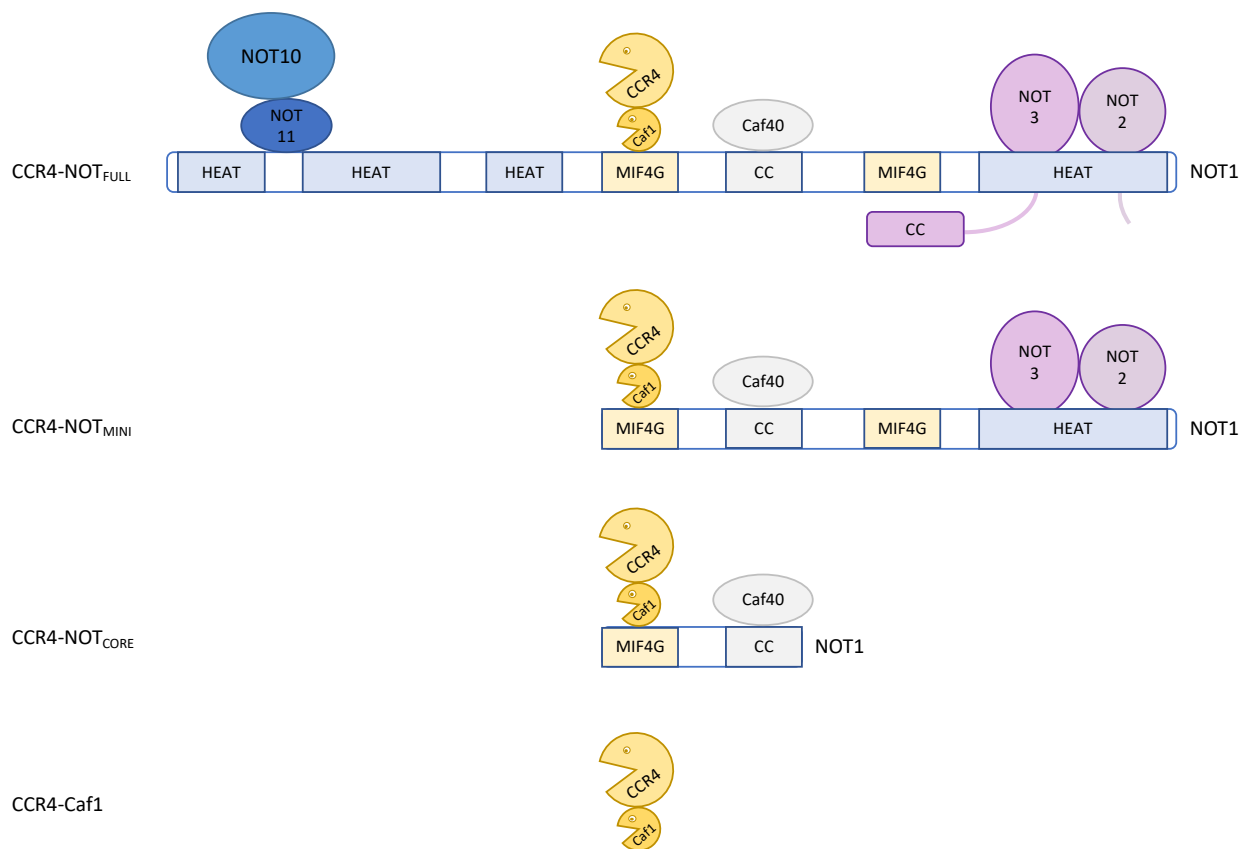 NOT10
NOT
11
CCR4
Caf1
Caf40
NOT
3
NOT
2
CCR4-NOTFULL
HEAT
HEAT
HEAT
MIF4G
CC
MIF4G
HEAT
NOT1
CC
CCR4
Caf1
Caf40
NOT
3
NOT
2
CCR4-NOTMINI
MIF4G
CC
MIF4G
HEAT
NOT1
CCR4
Caf1
Caf40
CCR4-NOTCORE
MIF4G
CC
NOT1
CCR4
CCR4-Caf1
Caf1